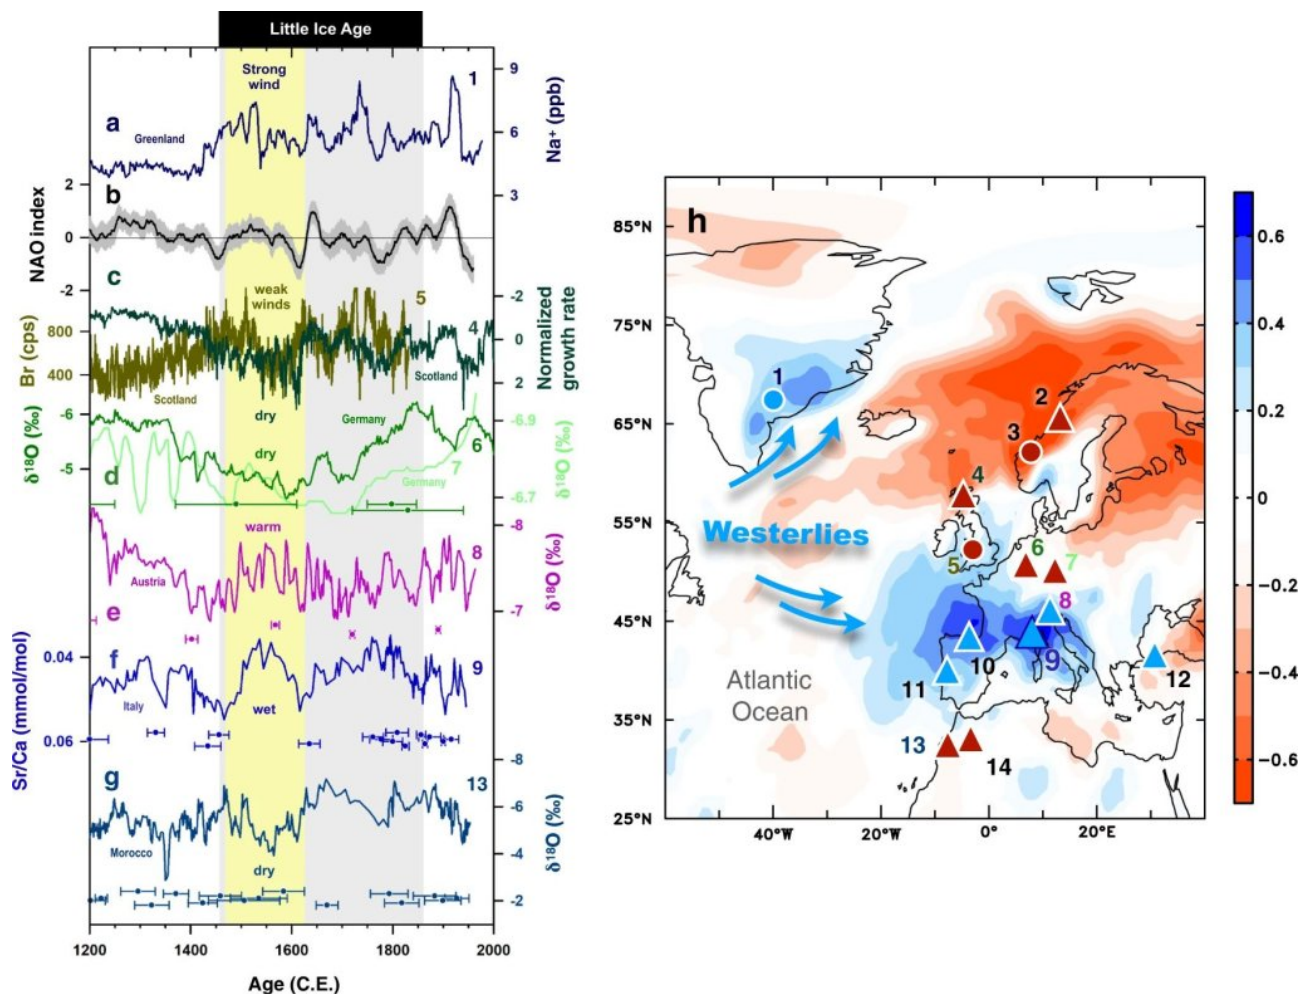 Little Ice Age
Strong
wind
1
9
6
3
Na⁺ (ppb)
a
Greenland
2
0
-2
NAO index
b
c
weak
winds
5
4
-2
0
2
Normalized
growth rate
800
400
Br (cps)
Scotland
Scotland
-6
-5
δ¹⁸O (‰)
dry
Germany
6
-6.9
-6.7
δ¹⁸O (‰)
dry
d
Germany
7
warm
-8
-7
δ¹⁸O (‰)
8
Austria
e
0.04
0.06
Sr/Ca (mmol/mol)
f
9
Italy
wet
g
13
-8
-6
-4
-2
δ¹⁸O (‰)
Morocco
dry
1200 1400 1600 1800 2000
Age (C.E.)
h
85°N
75°N
65°N
55°N
45°N
35°N
25°N
1
2
3
4
Westerlies
5
6
7
8
9
10
11
12
Atlantic
Ocean
13
14
40°W 20°W 0° 20°E
0.6
0.4
0.2
0
-0.2
-0.4
-0.6